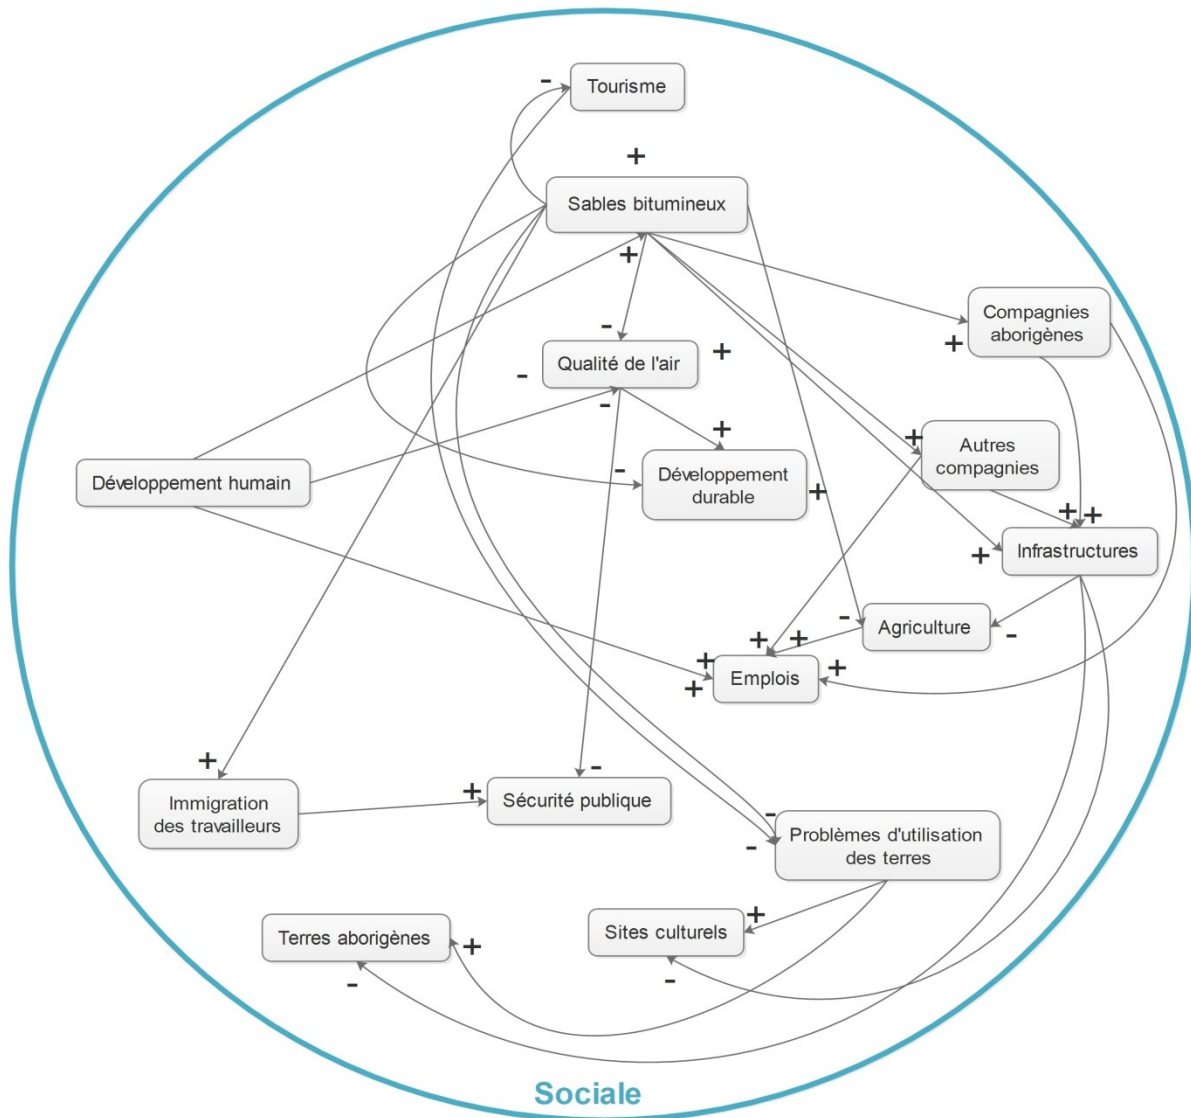 -
Tourisme
+
Sables bitumineux
+
Compagnies
aborigènes
-
+
Qualité de l'air
+
-
-
+
+
Autres
compagnies
Développement humain
-
Développement
durable
+
+ +
Infrastructures
+
-
Agriculture
-
+ +
+
Emplois
+
+
+
Immigration
des travailleurs
-
+
Sécurité publique
-
Problèmes d'utilisation
des terres
-
+
Sites culturels
-
Terres aborigènes
+
-
Sociale